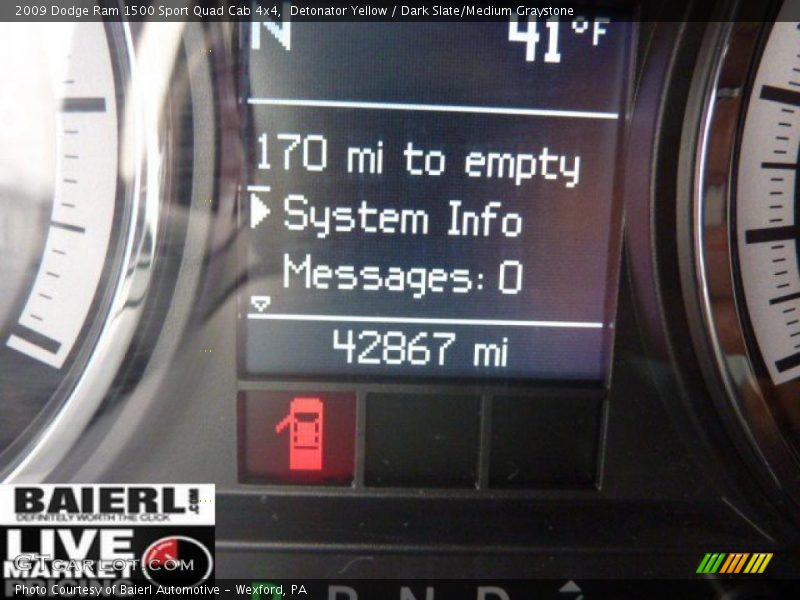 2009 Dodge Ram 1500 Sport Quad Cab 4x4, Detonator Yellow / Dark Slate/Medium Graystone
N 41°F
170 mi to empty
System Info
Messages: 0
42867 mi
BAIERL.com
DEFINITELY WORTH THE CLICK
LIVE
GTcarlot.com
MARKET
P R N D
Photo Courtesy of Baierl Automotive - Wexford, PA